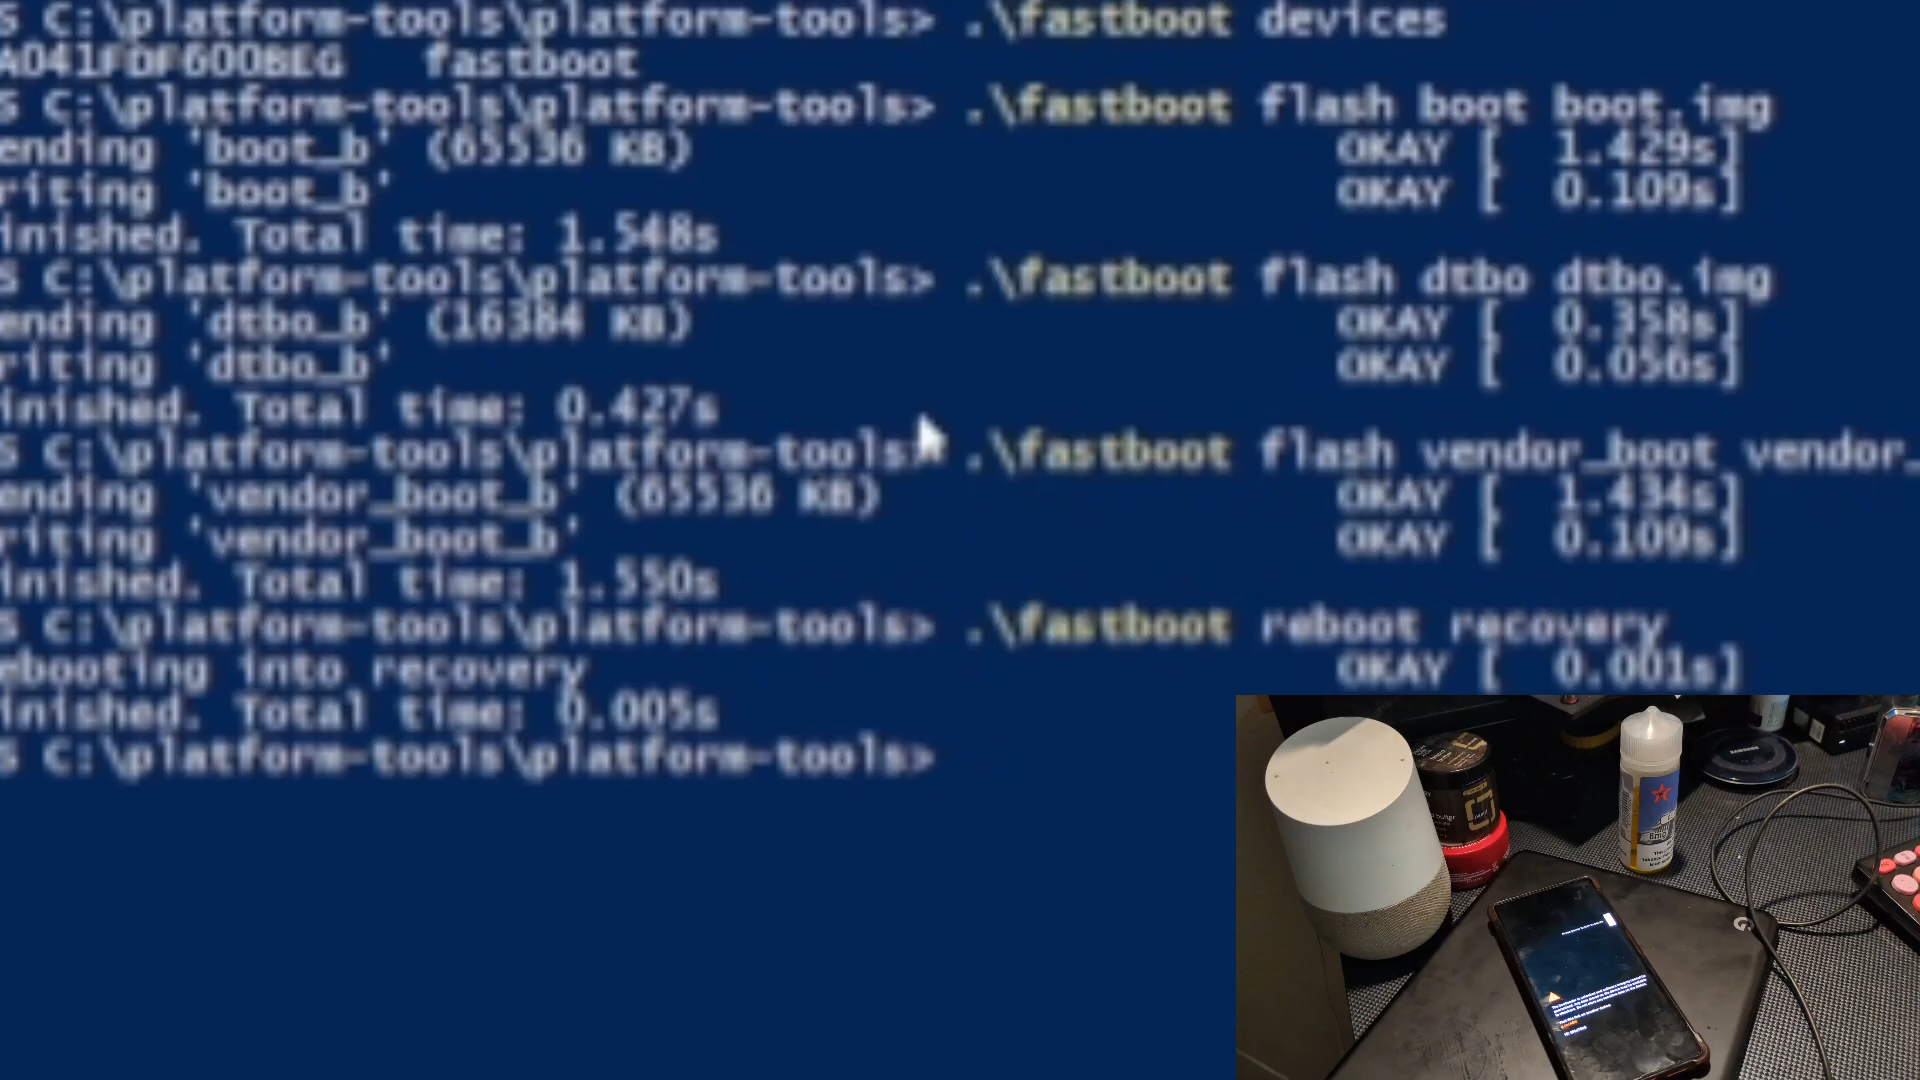 S C:\platform-tools\platform-tools> .\fastboot devices
A041FDF600BEG fastboot
S C:\platform-tools\platform-tools> .\fastboot flash boot boot.img
ending 'boot_b' (65536 KB) OKAY [ 1.429s]
riting 'boot_b' OKAY [ 0.109s]
inished. Total time: 1.548s
S C:\platform-tools\platform-tools> .\fastboot flash dtbo dtbo.img
ending 'dtbo_b' (16384 KB) OKAY [ 0.358s]
riting 'dtbo_b' OKAY [ 0.056s]
inished. Total time: 0.427s
S C:\platform-tools\platform-tools> .\fastboot flash vendor_boot vendor_
ending 'vendor_boot_b' (65536 KB) OKAY [ 1.434s]
riting 'vendor_boot_b' OKAY [ 0.109s]
inished. Total time: 1.550s
S C:\platform-tools\platform-tools> .\fastboot reboot recovery
ebooting into recovery OKAY [ 0.001s]
inished. Total time: 0.005s
S C:\platform-tools\platform-tools>
SAMSUNG
G